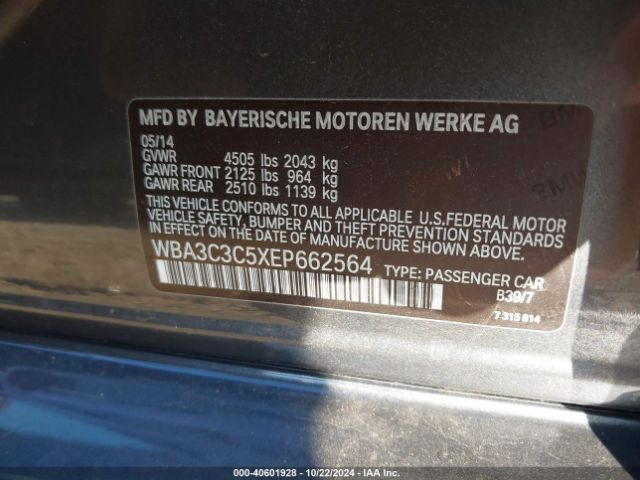 MFD BY BAYERISCHE MOTOREN WERKE AG
05/14
GVWR 4505 lbs 2043 kg
GAWR FRONT 2125 lbs 964 kg
GAWR REAR 2510 lbs 1139 kg
THIS VEHICLE CONFORMS TO ALL APPLICABLE U.S.FEDERAL MOTOR
VEHICLE SAFETY, BUMPER AND THEFT PREVENTION STANDARDS
IN EFFECT ON THE DATE OF MANUFACTURE SHOWN ABOVE.
WBA3C3C5XEP662564 TYPE: PASSENGER CAR
B39/7
7 315 814
000-40601928 - 10/22/2024 - IAA Inc.